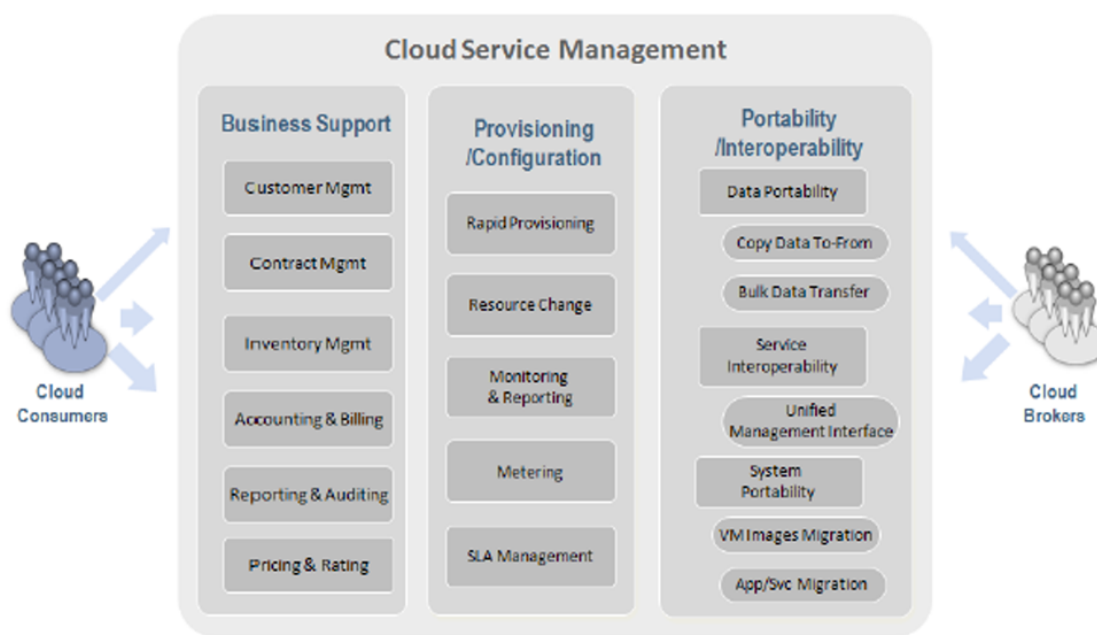 Cloud Service Management
Business Support
Customer Mgmt
Contract Mgmt
Inventory Mgmt
Accounting & Billing
Reporting & Auditing
Pricing & Rating
Provisioning
/Configuration
Rapid Provisioning
Resource Change
Monitoring
& Reporting
Metering
SLA Management
Portability
/Interoperability
Data Portability
Copy Data To-From
Bulk Data Transfer
Service
Interoperability
Unified
Management Interface
System
Portability
VM Images Migration
App/Svc Migration
Cloud
Consumers
Cloud
Brokers